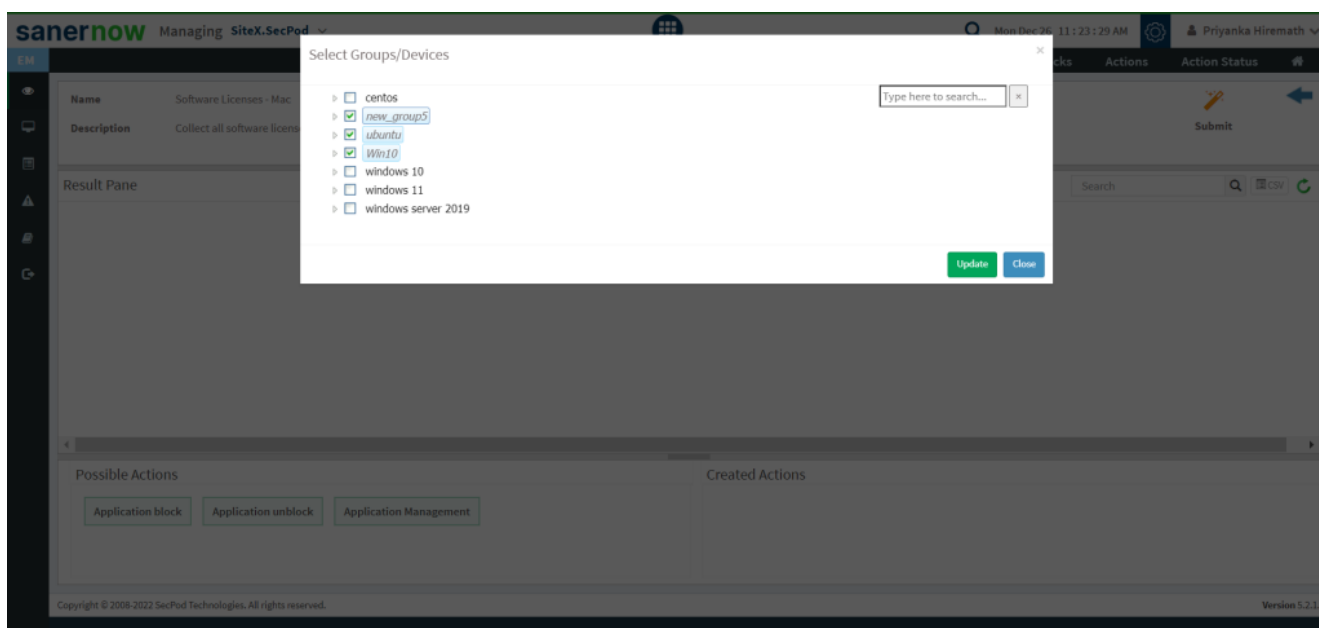 sanernow Managing SiteX.SecPod
Mon Dec 26 11:23:29 AM Priyanka Hiremath
EM
Select Groups/Devices
×
cks Actions Action Status
Name Software Licenses - Mac
Description Collect all software licens
centos
new_group5
ubuntu
Win10
windows 10
windows 11
windows server 2019
Type here to search... ×
Submit
Update Close
Result Pane
Search CSV
Possible Actions
Application block Application unblock Application Management
Created Actions
Copyright © 2008-2022 SecPod Technologies. All rights reserved.
Version 5.2.1